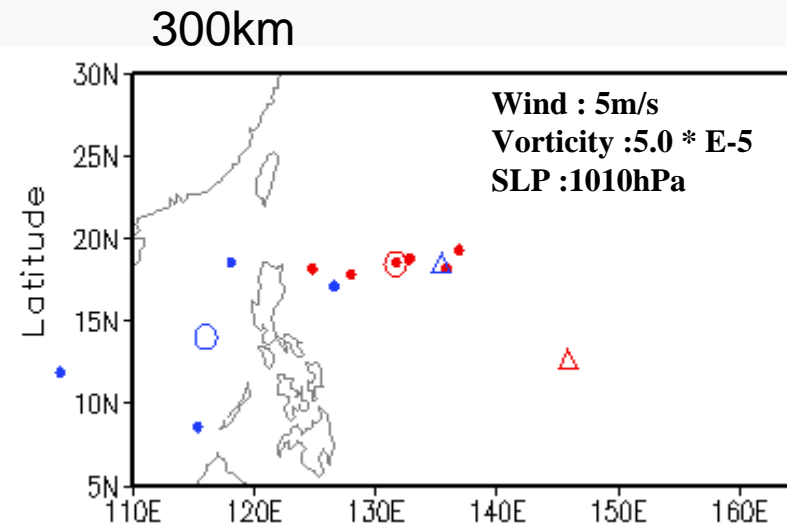 300km
30N
Wind : 5m/s
Vorticity :5.0 * E-5
SLP :1010hPa
25N
20N
15N
10N
5N
Latitude
110E 120E 130E 140E 150E 160E